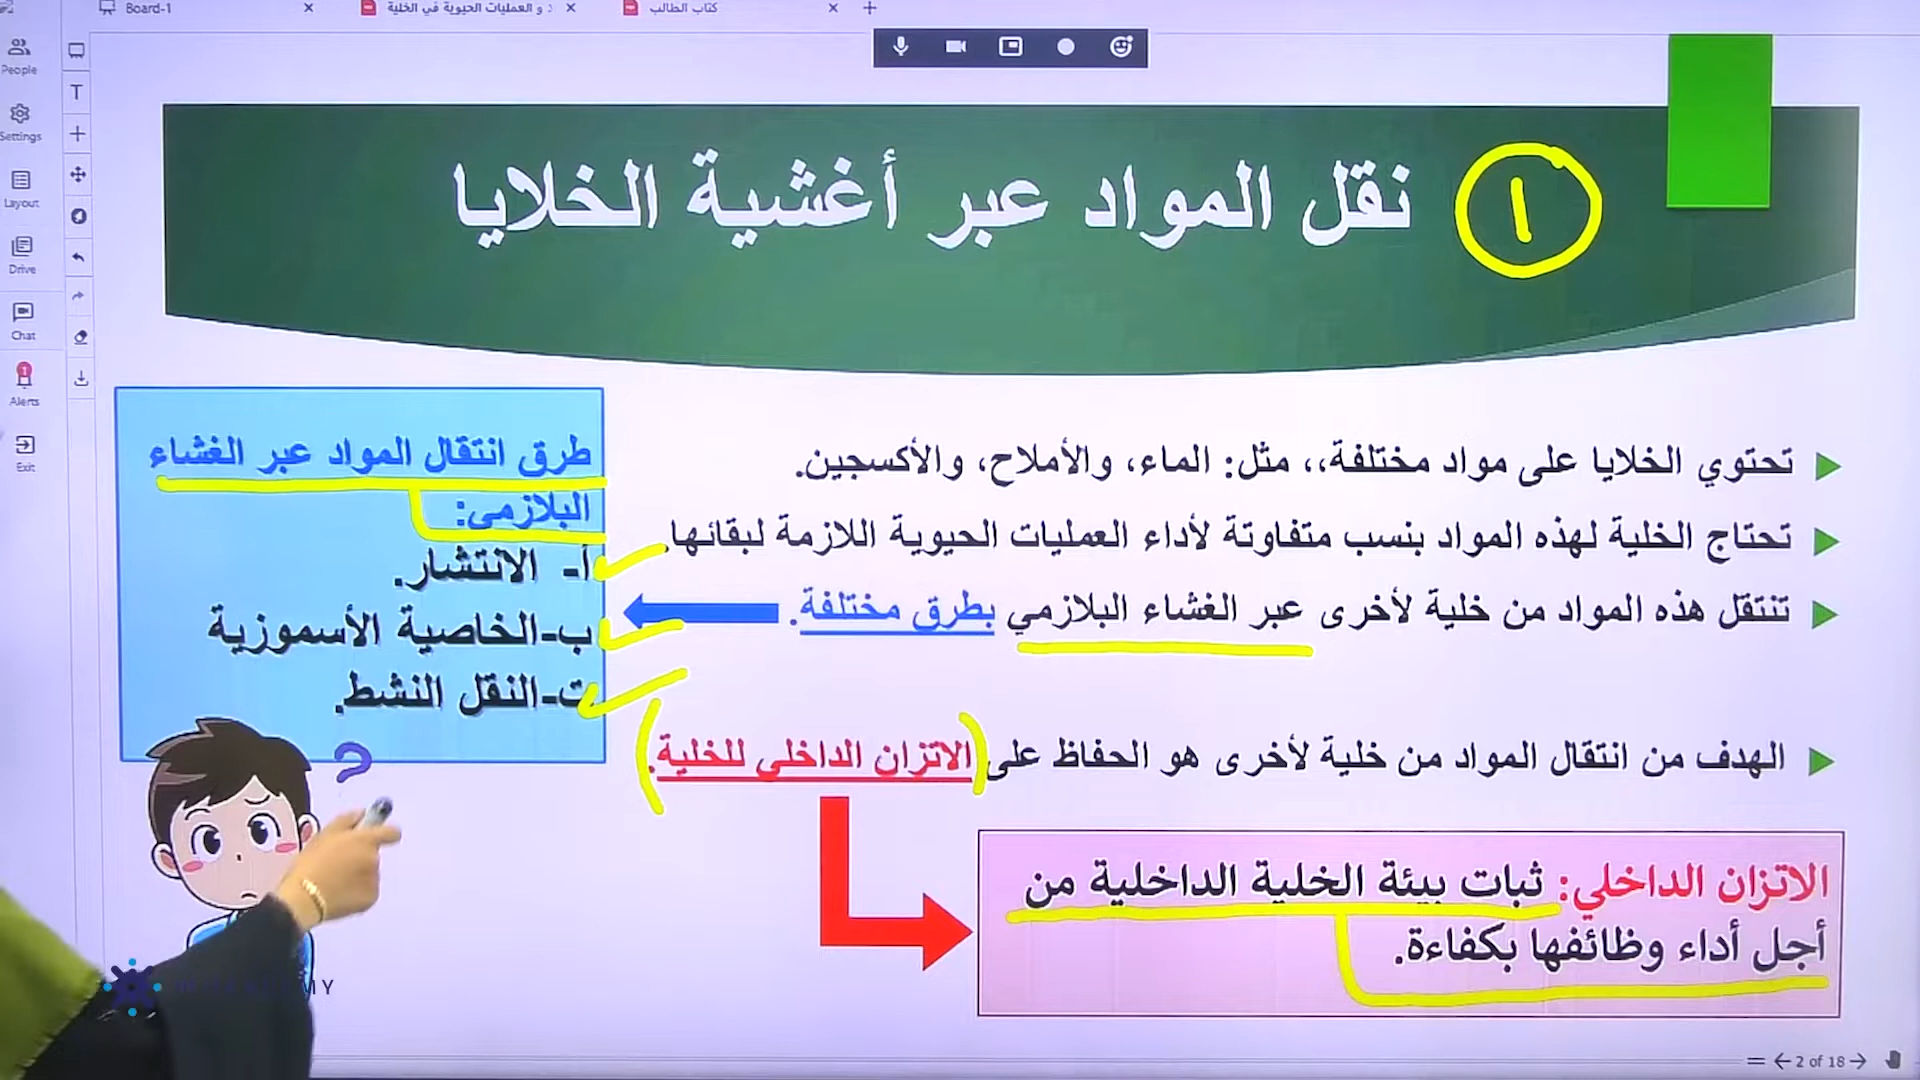 Board-1
د و العمليات الحيوية في الخلية
كتاب الطالب
People
Settings
Layout
Drive
Chat
Alerts
Exit
T
1
١ نقل المواد عبر أغشية الخلايا
تحتوي الخلايا على مواد مختلفة،، مثل: الماء، والأملاح، والأكسجين.
تحتاج الخلية لهذه المواد بنسب متفاوتة لأداء العمليات الحيوية اللازمة لبقائها.
تنتقل هذه المواد من خلية لأخرى عبر الغشاء البلازمي بطرق مختلفة.
الهدف من انتقال المواد من خلية لأخرى هو الحفاظ على (الاتزان الداخلي للخلية.)
طرق انتقال المواد عبر الغشاء
البلازمي:
أ- الانتشار.
ب-الخاصية الأسموزية
ت-النقل النشط.
?
الاتزان الداخلي: ثبات بيئة الخلية الداخلية من
أجل أداء وظائفها بكفاءة.
2 of 18